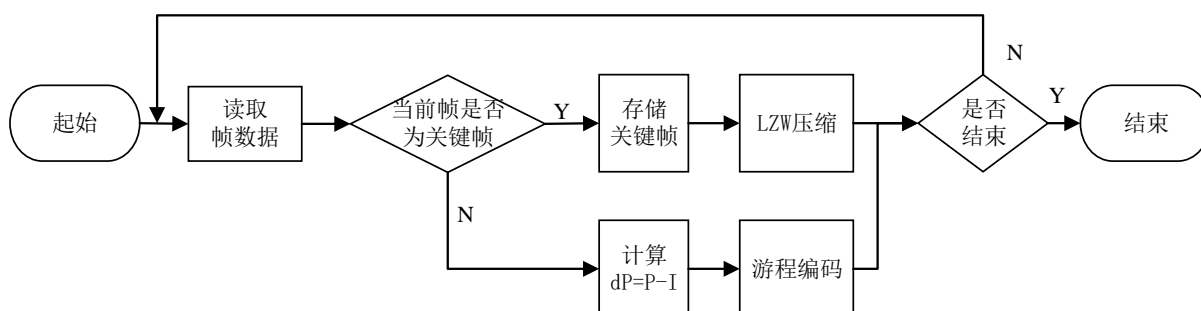 N
起始
读取
帧数据
当前帧是否
为关键帧
Y
存储
关键帧
LZW压缩
是否
结束
Y
结束
N
计算
dP=P-I
游程编码